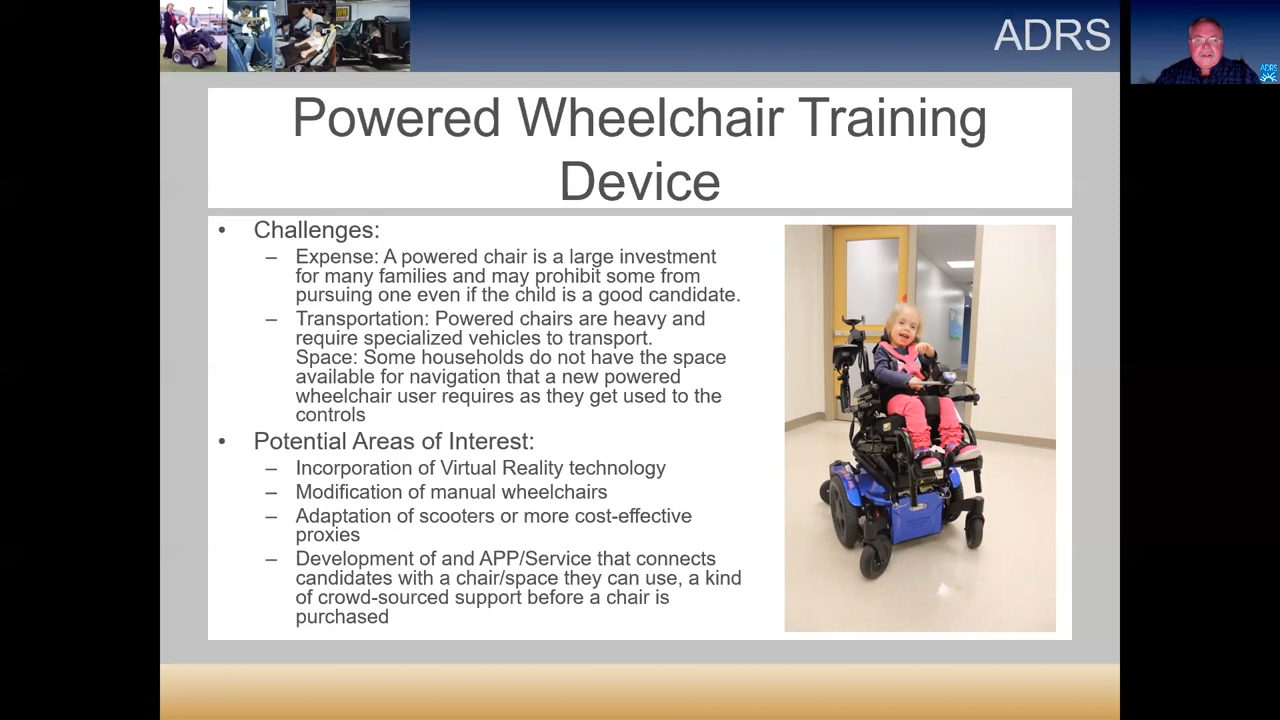 ADRS
ADRS
Powered Wheelchair Training
Device
• Challenges:
– Expense: A powered chair is a large investment
for many families and may prohibit some from
pursuing one even if the child is a good candidate.
– Transportation: Powered chairs are heavy and
require specialized vehicles to transport.
Space: Some households do not have the space
available for navigation that a new powered
wheelchair user requires as they get used to the
controls
• Potential Areas of Interest:
– Incorporation of Virtual Reality technology
– Modification of manual wheelchairs
– Adaptation of scooters or more cost-effective
proxies
– Development of and APP/Service that connects
candidates with a chair/space they can use, a kind
of crowd-sourced support before a chair is
purchased